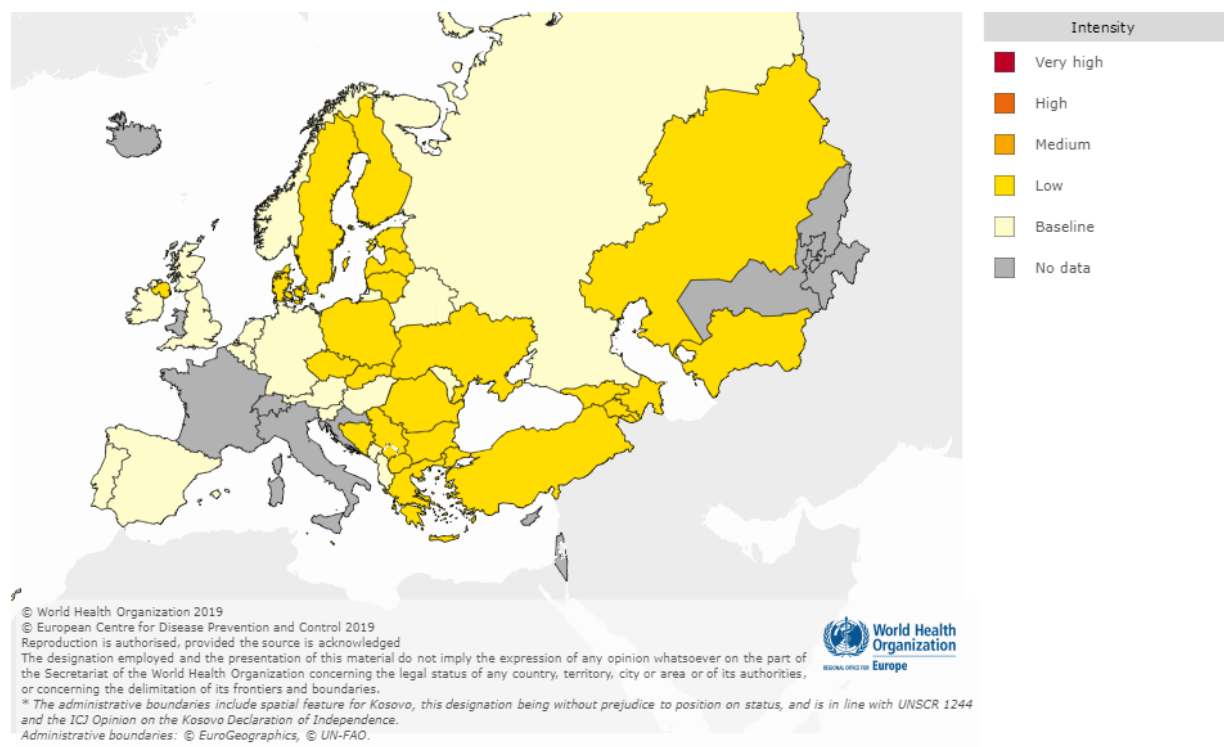 Intensity
Very high
High
Medium
Low
Baseline
No data
© World Health Organization 2019
© European Centre for Disease Prevention and Control 2019
Reproduction is authorised, provided the source is acknowledged
The designation employed and the presentation of this material do not imply the expression of any opinion whatsoever on the part of
the Secretariat of the World Health Organization concerning the legal status of any country, territory, city or area or of its authorities,
or concerning the delimitation of its frontiers and boundaries.
* The administrative boundaries include spatial feature for Kosovo, this designation being without prejudice to position on status, and is in line with UNSCR 1244
and the ICJ Opinion on the Kosovo Declaration of Independence.
Administrative boundaries: © EuroGeographics, © UN-FAO.
World Health
Organization
REGIONAL OFFICE FOR Europe